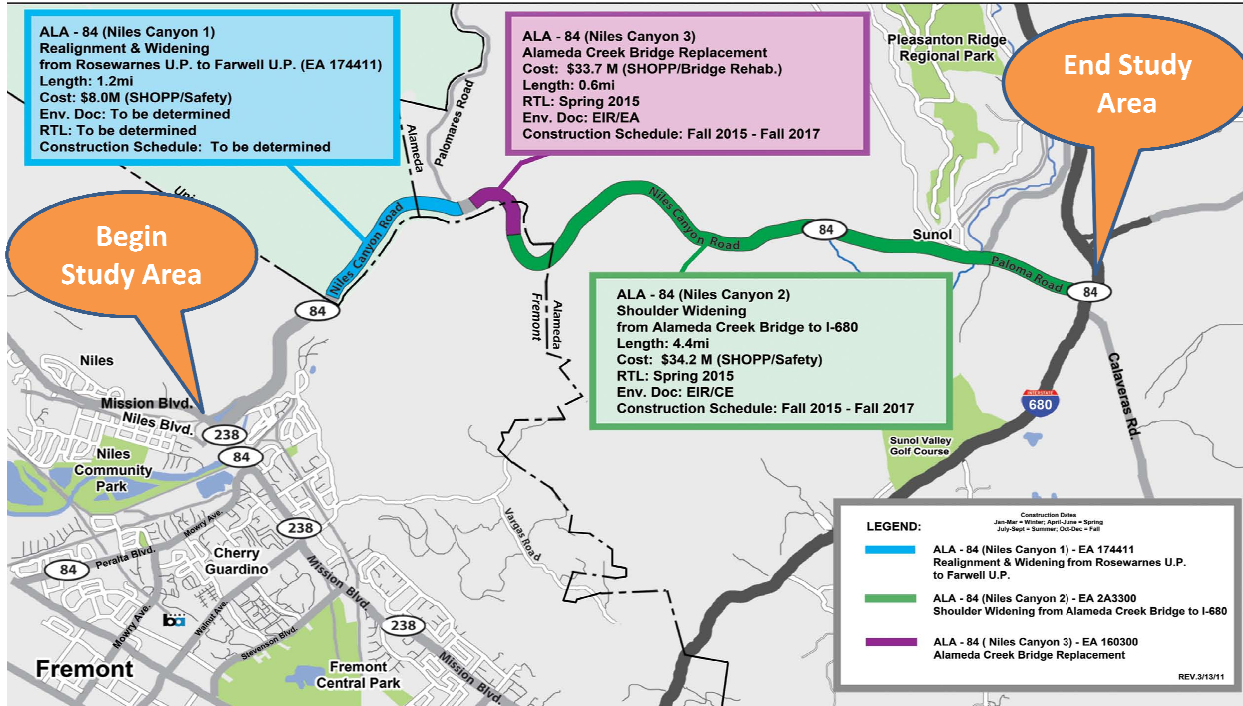 ALA - 84 (Niles Canyon 1)
Realignment & Widening
from Rosewarnes U.P. to Farwell U.P. (EA 174411)
Length: 1.2mi
Cost: $8.0M (SHOPP/Safety)
Env. Doc: To be determined
RTL: To be determined
Construction Schedule: To be determined
ALA - 84 (Niles Canyon 3)
Alameda Creek Bridge Replacement
Cost: $33.7 M (SHOPP/Bridge Rehab.)
Length: 0.6mi
RTL: Spring 2015
Env. Doc: EIR/EA
Construction Schedule: Fall 2015 - Fall 2017
Pleasanton Ridge
Regional Park
End Study
Area
Palomares Road
Alameda
Uni
Begin
Study Area
Niles Canyon Road
Niles Canyon Road
84
Sunol
Paloma Road
84
84
Alameda
Fremont
ALA - 84 (Niles Canyon 2)
Shoulder Widening
from Alameda Creek Bridge to I-680
Length: 4.4mi
Cost: $34.2 M (SHOPP/Safety)
RTL: Spring 2015
Env. Doc: EIR/CE
Construction Schedule: Fall 2015 - Fall 2017
Niles
Mission Blvd.
Niles Blvd.
238
84
Niles
Community
Park
INTERSTATE
680
Calaveras Rd.
Sunol Valley
Golf Course
Vargas Road
Mowry Ave.
Peralta Blvd.
84
238
Cherry
Guardino
Mission Blvd.
Mowry Ave.
bai
Walnut Ave.
Stevenson Blvd.
238
Mission Blvd.
Fremont
Fremont
Central Park
LEGEND:
Construction Dates
Jan-Mar = Winter; April-June = Spring
July-Sept = Summer; Oct-Dec = Fall
ALA - 84 (Niles Canyon 1) - EA 174411
Realignment & Widening from Rosewarnes U.P.
to Farwell U.P.
ALA - 84 (Niles Canyon 2) - EA 2A3300
Shoulder Widening from Alameda Creek Bridge to I-680
ALA - 84 ( Niles Canyon 3) - EA 160300
Alameda Creek Bridge Replacement
REV.3/13/11